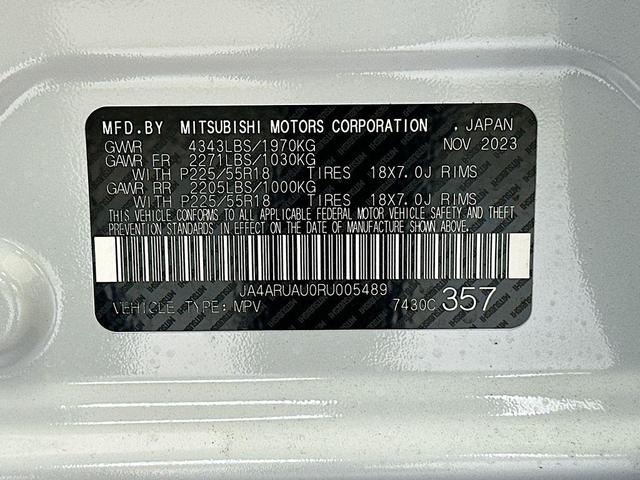 MFD.BY MITSUBISHI MOTORS CORPORATION . JAPAN
GVWR 4343LBS/1970KG NOV 2023
GAWR FR 2271LBS/1030KG
WITH P225/55R18 TIRES 18X7.0J RIMS
GAWR RR 2205LBS/1000KG
WITH P225/55R18 TIRES 18X7.0J RIMS
THIS VEHICLE CONFORMS TO ALL APPLICABLE FEDERAL MOTOR VEHICLE SAFETY AND THEFT
PREVENTION STANDARDS IN EFFECT ON THE DATE OF MANUFACTURE SHOWN ABOVE.
JA4ARUAU0RU005489
VEHICLE TYPE: MPV 7430C 357